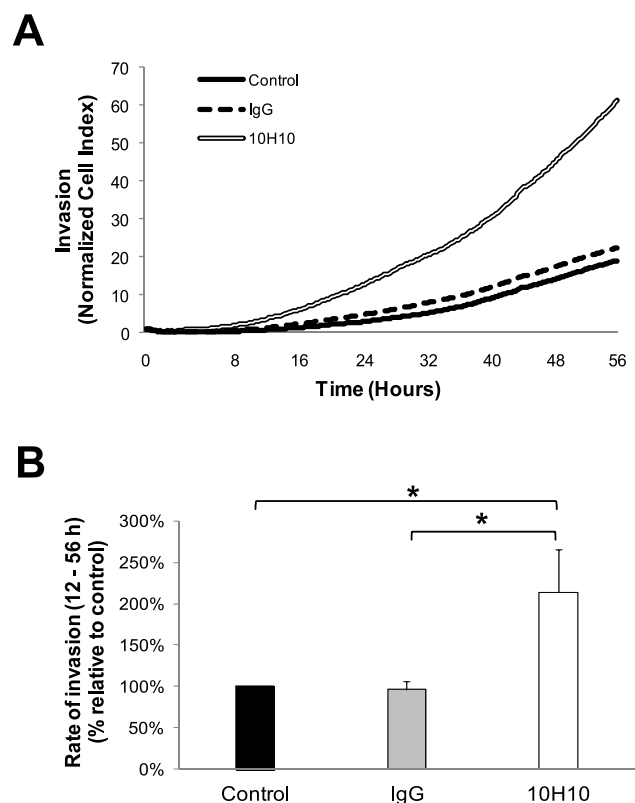 A
70
60
50
40
30
20
10
0
Invasion
(Normalized Cell Index)
Control
IgG
10H10
0 8 16 24 32 40 48 56
Time (Hours)
B
*
*
300%
250%
200%
150%
100%
50%
0%
Rate of invasion (12 - 56 h)
(% relative to control)
Control IgG 10H10